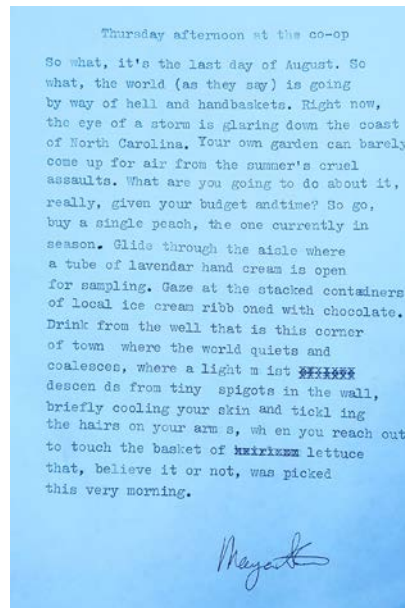 Thursday afternoon at the co-op
So what, it's the last day of August. So
what, the world (as they say) is going
by way of hell and handbaskets. Right now,
the eye of a storm is glaring down the coast
of North Carolina. Your own garden can barely
come up for air from the summer's cruel
assaults. What are you going to do about it,
really, given your budget andtime? So go,
buy a single peach, the one currently in
season. Glide through the aisle where
a tube of lavendar hand cream is open
for sampling. Gaze at the stacked containers
of local ice cream ribb oned with chocolate.
Drink from the well that is this corner
of town where the world quiets and
coalesces, where a light m ist
descen ds from tiny spigots in the wall,
briefly cooling your skin and tickl ing
the hairs on your arm s, wh en you reach out
to touch the basket of lettuce
that, believe it or not, was picked
this very morning.